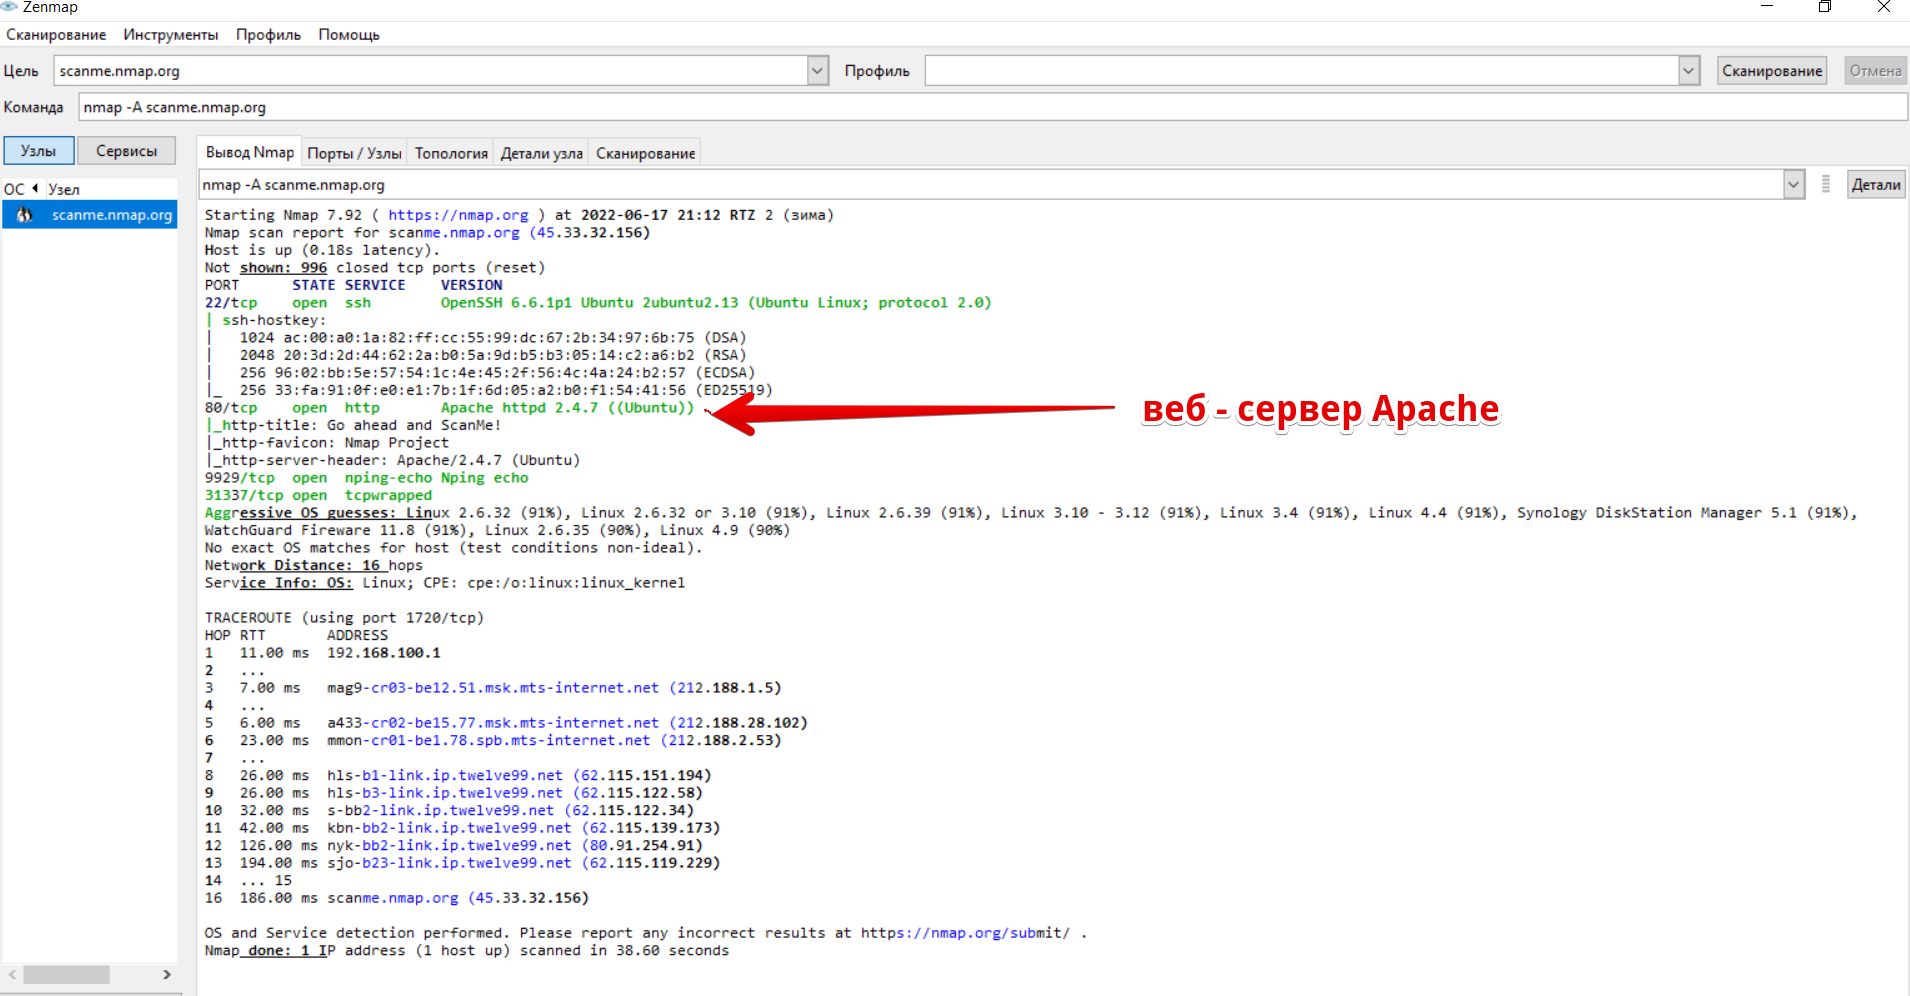 Zenmap
Сканирование Инструменты Профиль Помощь
Цель scanme.nmap.org Профиль Сканирование Отмена
Команда nmap -A scanme.nmap.org
Узлы Сервисы
Вывод Nmap Порты / Узлы Топология Детали узла Сканирование
ОС Узел
scanme.nmap.org
nmap -A scanme.nmap.org Детали
Starting Nmap 7.92 ( https://nmap.org ) at 2022-06-17 21:12 RTZ 2 (зима)
Nmap scan report for scanme.nmap.org (45.33.32.156)
Host is up (0.18s latency).
Not shown: 996 closed tcp ports (reset)
PORT STATE SERVICE VERSION
22/tcp open ssh OpenSSH 6.6.1p1 Ubuntu 2ubuntu2.13 (Ubuntu Linux; protocol 2.0)
| ssh-hostkey:
| 1024 ac:00:a0:1a:82:ff:cc:55:99:dc:67:2b:34:97:6b:75 (DSA)
| 2048 20:3d:2d:44:62:2a:b0:5a:9d:b5:b3:05:14:c2:a6:b2 (RSA)
| 256 96:02:bb:5e:57:54:1c:4e:45:2f:56:4c:4a:24:b2:57 (ECDSA)
|_ 256 33:fa:91:0f:e0:e1:7b:1f:6d:05:a2:b0:f1:54:41:56 (ED25519)
80/tcp open http Apache httpd 2.4.7 ((Ubuntu))
веб - сервер Apache
|_http-title: Go ahead and ScanMe!
|_http-favicon: Nmap Project
|_http-server-header: Apache/2.4.7 (Ubuntu)
9929/tcp open nping-echo Nping echo
31337/tcp open tcpwrapped
Aggressive OS guesses: Linux 2.6.32 (91%), Linux 2.6.32 or 3.10 (91%), Linux 2.6.39 (91%), Linux 3.10 - 3.12 (91%), Linux 3.4 (91%), Linux 4.4 (91%), Synology DiskStation Manager 5.1 (91%),
WatchGuard Fireware 11.8 (91%), Linux 2.6.35 (90%), Linux 4.9 (90%)
No exact OS matches for host (test conditions non-ideal).
Network Distance: 16 hops
Service Info: OS: Linux; CPE: cpe:/o:linux:linux_kernel
TRACEROUTE (using port 1720/tcp)
HOP RTT ADDRESS
1 11.00 ms 192.168.100.1
2 ...
3 7.00 ms mag9-cr03-be12.51.msk.mts-internet.net (212.188.1.5)
4 ...
5 6.00 ms a433-cr02-be15.77.msk.mts-internet.net (212.188.28.102)
6 23.00 ms mmon-cr01-be1.78.spb.mts-internet.net (212.188.2.53)
7 ...
8 26.00 ms hls-b1-link.ip.twelve99.net (62.115.151.194)
9 26.00 ms hls-b3-link.ip.twelve99.net (62.115.122.58)
10 32.00 ms s-bb2-link.ip.twelve99.net (62.115.122.34)
11 42.00 ms kbn-bb2-link.ip.twelve99.net (62.115.139.173)
12 126.00 ms nyk-bb2-link.ip.twelve99.net (80.91.254.91)
13 194.00 ms sjo-b23-link.ip.twelve99.net (62.115.119.229)
14 ... 15
16 186.00 ms scanme.nmap.org (45.33.32.156)
OS and Service detection performed. Please report any incorrect results at https://nmap.org/submit/ .
Nmap done: 1 IP address (1 host up) scanned in 38.60 seconds